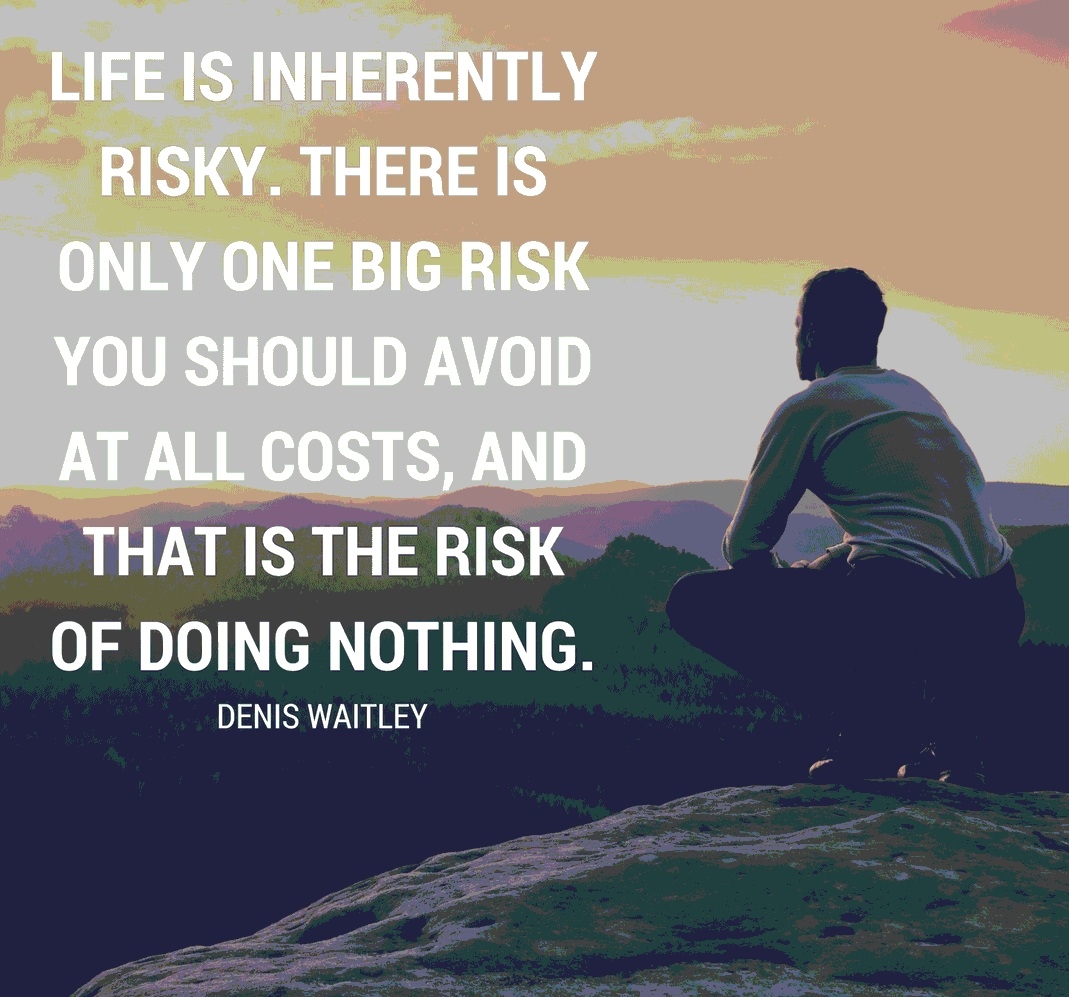 LIFE IS INHERENTLY
RISKY. THERE IS
ONLY ONE BIG RISK
YOU SHOULD AVOID
AT ALL COSTS, AND
THAT IS THE RISK
OF DOING NOTHING.
DENIS WAITLEY